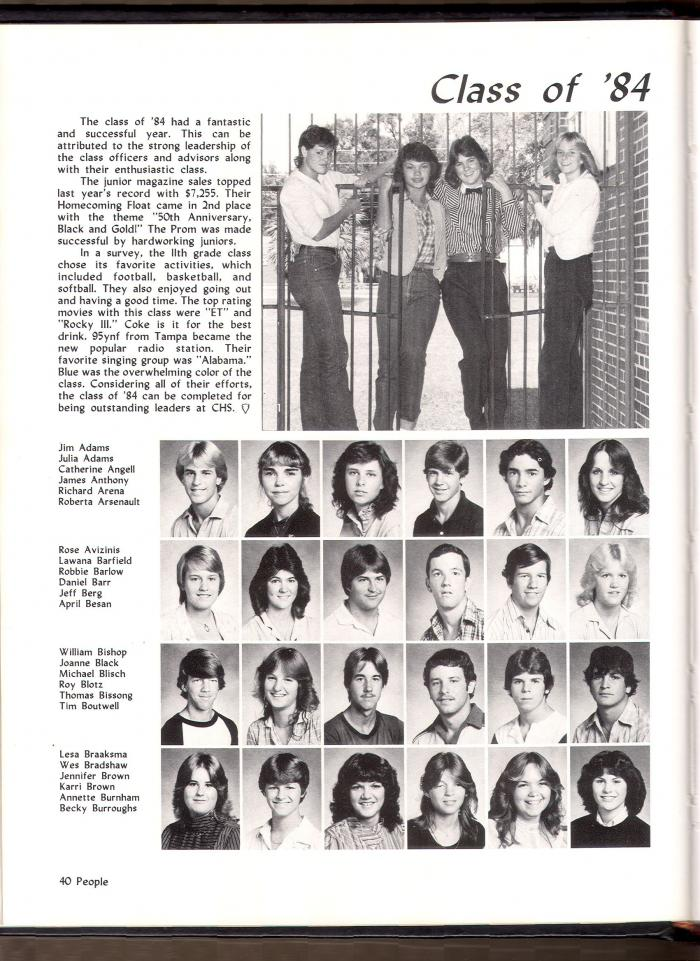 Class of '84
The class of '84 had a fantastic
and successful year. This can be
attributed to the strong leadership of
the class officers and advisors along
with their enthusiastic class.
The junior magazine sales topped
last year's record with $7,255. Their
Homecoming Float came in 2nd place
with the theme "50th Anniversary,
Black and Gold!" The Prom was made
successful by hardworking juniors.
In a survey, the 11th grade class
chose its favorite activities, which
included football, basketball, and
softball. They also enjoyed going out
and having a good time. The top rating
movies with this class were "ET" and
"Rocky III." Coke is it for the best
drink. 95ynf from Tampa became the
new popular radio station. Their
favorite singing group was "Alabama."
Blue was the overwhelming color of the
class. Considering all of their efforts,
the class of '84 can be completed for
being outstanding leaders at CHS.
Jim Adams
Julia Adams
Catherine Angell
James Anthony
Richard Arena
Roberta Arsenault
Rose Avizinis
Lawana Barfield
Robbie Barlow
Daniel Barr
Jeff Berg
April Besan
William Bishop
Joanne Black
Michael Blisch
Roy Blotz
Thomas Bissong
Tim Boutwell
Lesa Braaksma
Wes Bradshaw
Jennifer Brown
Karri Brown
Annette Burnham
Becky Burroughs
40 People